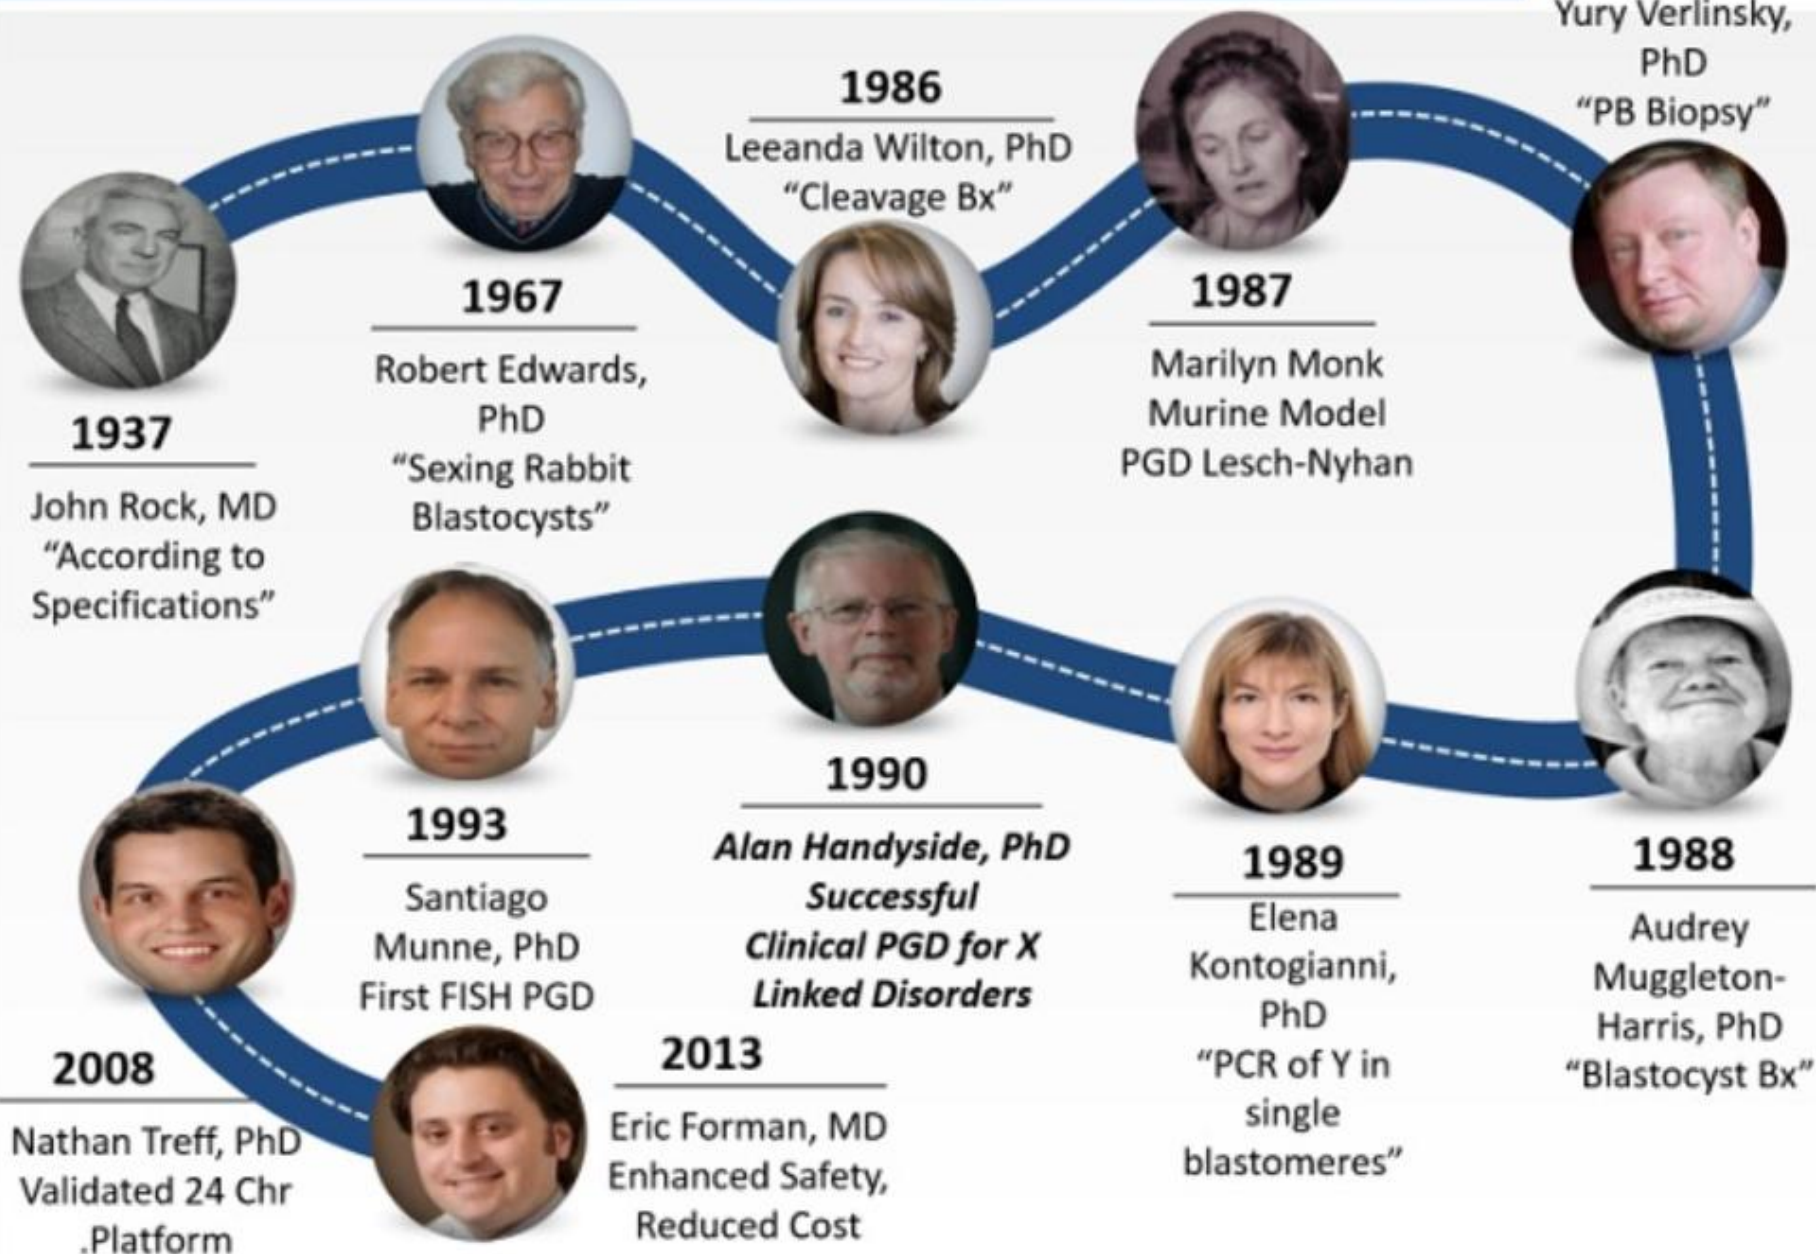 1937
John Rock, MD
“According to
Specifications”
1967
Robert Edwards,
PhD
“Sexing Rabbit
Blastocysts”
1986
Leeanda Wilton, PhD
“Cleavage Bx”
1987
Marilyn Monk
Murine Model
PGD Lesch-Nyhan
Yury Verlinsky,
PhD
“PB Biopsy”
1988
Audrey
Muggleton-
Harris, PhD
“Blastocyst Bx”
1989
Elena
Kontogianni,
PhD
“PCR of Y in
single
blastomeres”
1990
Alan Handyside, PhD
Successful
Clinical PGD for X
Linked Disorders
1993
Santiago
Munne, PhD
First FISH PGD
2008
Nathan Treff, PhD
Validated 24 Chr
.Platform
2013
Eric Forman, MD
Enhanced Safety,
Reduced Cost